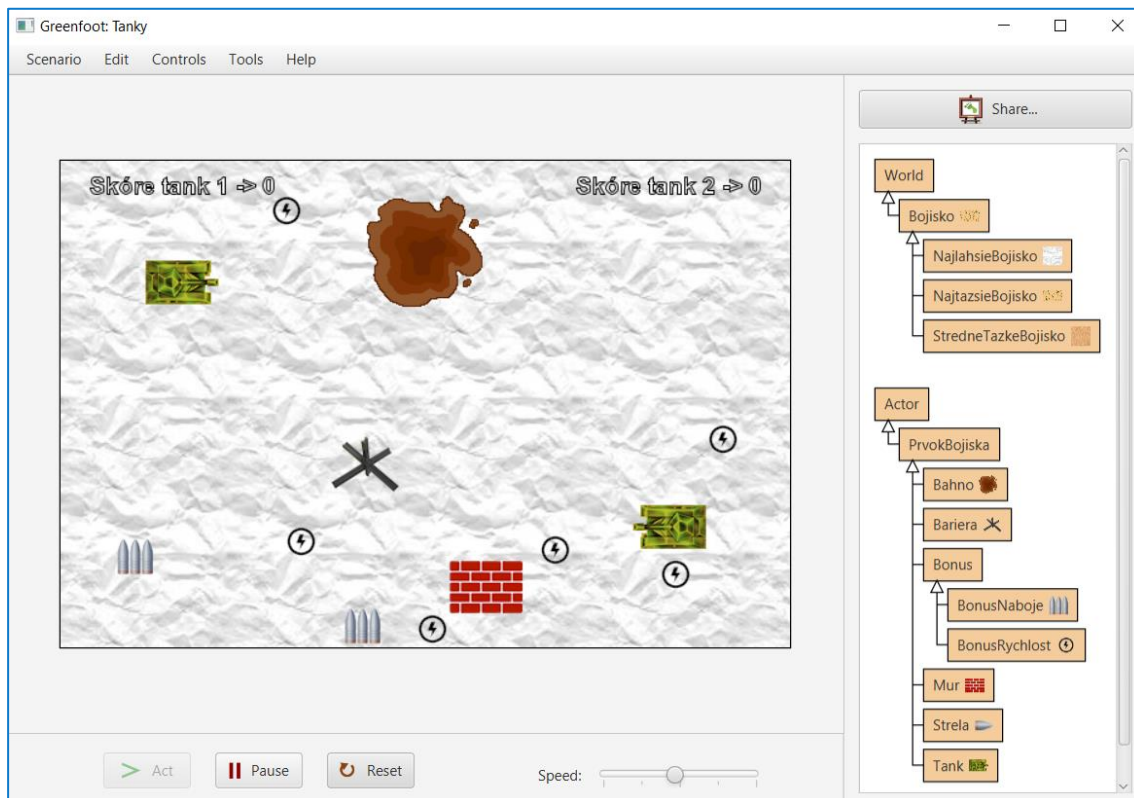 Greenfoot: Tanky
Scenario Edit Controls Tools Help
Share...
Skóre tank 1 -> 0
Skóre tank 2 -> 0
World
Bojisko
NajlahsieBojisko
NajtazsieBojisko
StredneTazkeBojisko
Actor
PrvokBojiska
Bahno
Bariera
Bonus
BonusNaboje
BonusRychlost
Mur
Strela
Tank
Act
Pause
Reset
Speed: